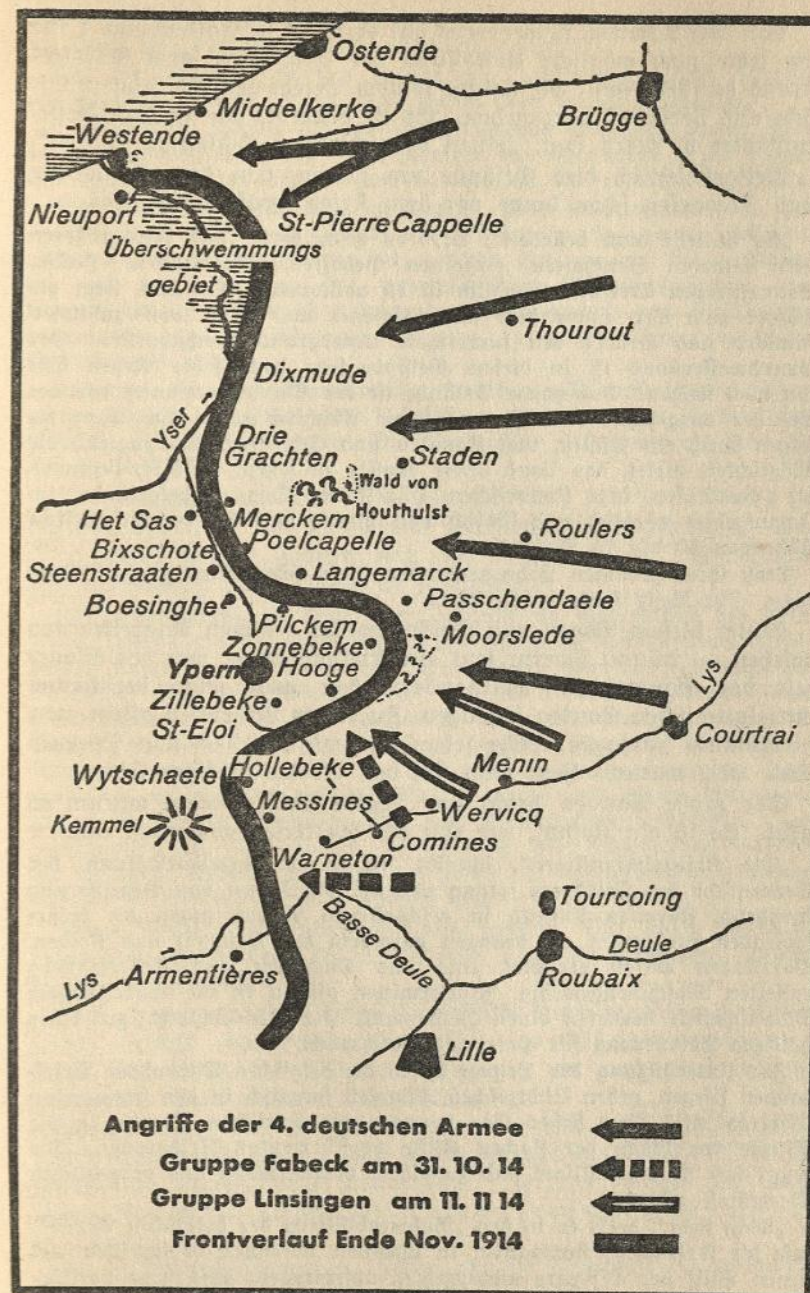 Ostende
Middelkerke
Brügge
Westende
Nieuport
St-Pierre Cappelle
Überschwemmungs
gebiet
Thourout
Dixmude
Yser
Drie
Grachten
Staden
Wald von
Houthulst
Het Sas
Merckem
Roulers
Bixschote
Poelcapelle
Steenstraaten
Langemarck
Boesinghe
Passchendaele
Pilckem
Moorslede
Zonnebeke
Ypern
Hooge
Lys
Zillebeke
St-Eloi
Courtrai
Wytschaete
Hollebeke
Menin
Messines
Wervicq
Kemmel
Comines
Warneton
Tourcoing
Basse Deule
Deule
Lys
Armentières
Roubaix
Lille
Angriffe der 4. deutschen Armee
Gruppe Fabeck am 31.10.14
Gruppe Linsingen am 11.11 14
Frontverlauf Ende Nov. 1914